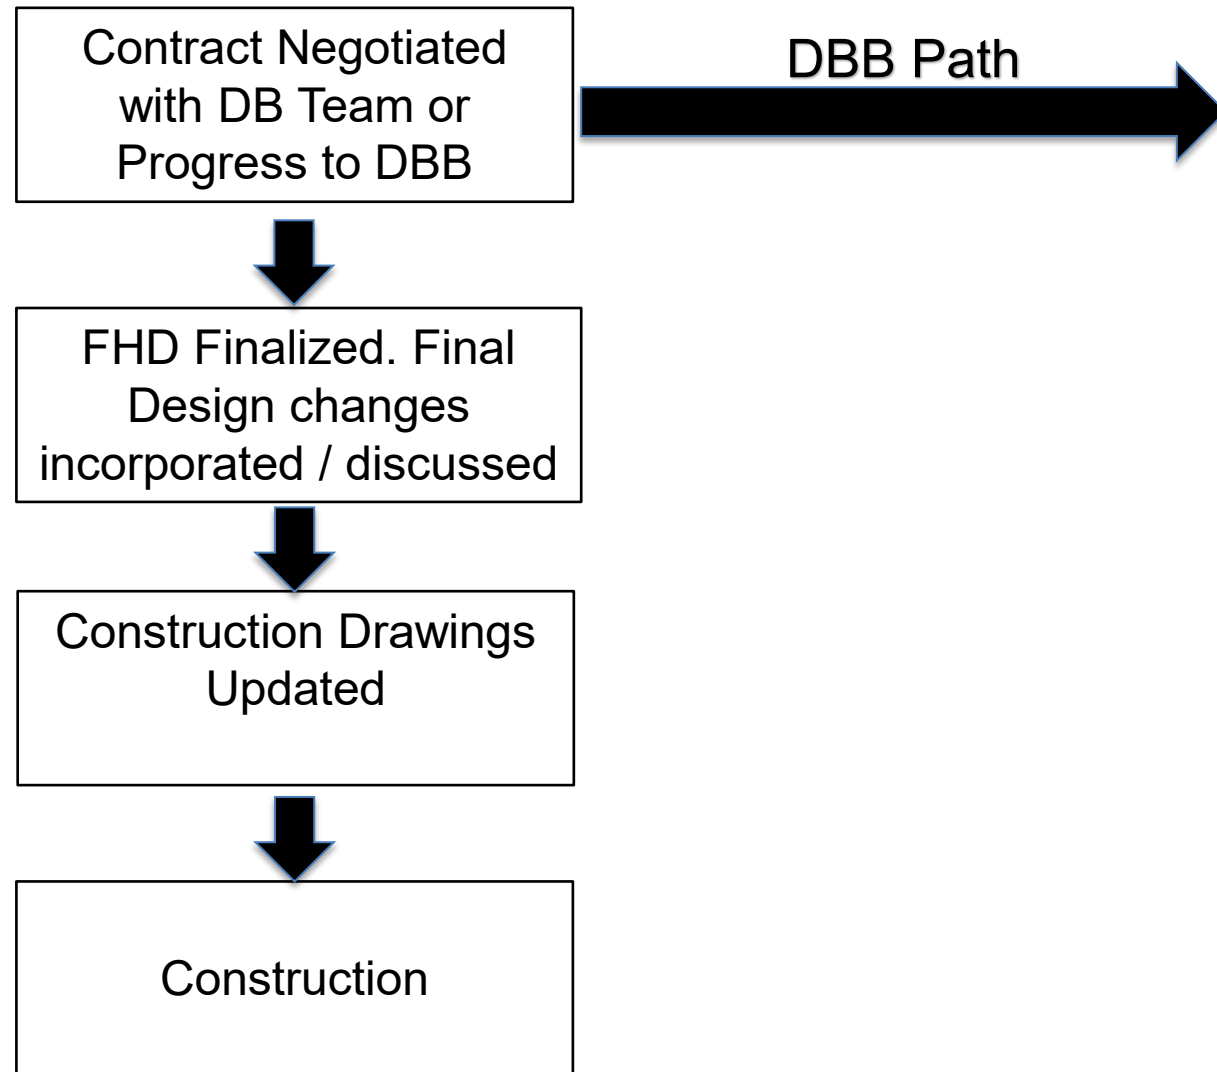 Contract Negotiated
with DB Team or
Progress to DBB
DBB Path
FHD Finalized. Final
Design changes
incorporated / discussed
Construction Drawings
Updated
Construction